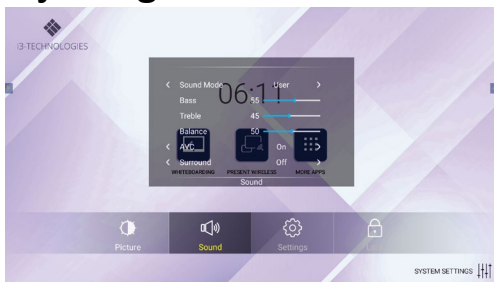 i3-TECHNOLOGIES
06:11
Sound Mode User
Bass 55
Treble 45
Balance 50
AVC On
Surround Off
WHITEBOARDING PRESENT WIRELESS MORE APPS
Sound
Picture Sound Settings Lock
SYSTEM SETTINGS